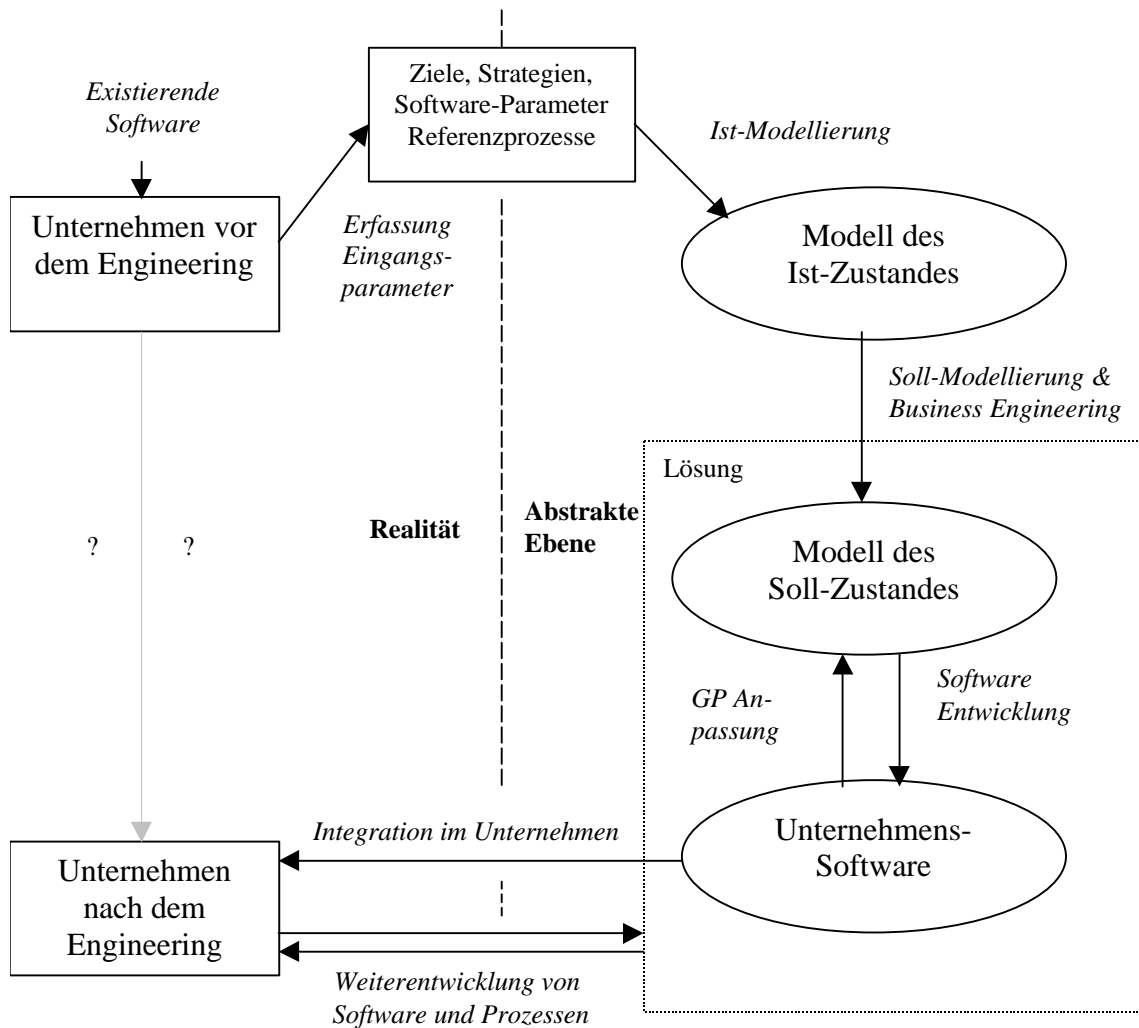 Existierende
Software
Ziele, Strategien,
Software-Parameter
Referenzprozesse
Ist-Modellierung
Unternehmen vor
dem Engineering
Erfassung
Eingangs-
parameter
Modell des
Ist-Zustandes
Soll-Modellierung &
Business Engineering
Lösung
Realität
Abstrakte
Ebene
? ?
Modell des
Soll-Zustandes
GP An-
passung
Software
Entwicklung
Integration im Unternehmen
Unternehmens-
Software
Unternehmen
nach dem
Engineering
Weiterentwicklung von
Software und Prozessen